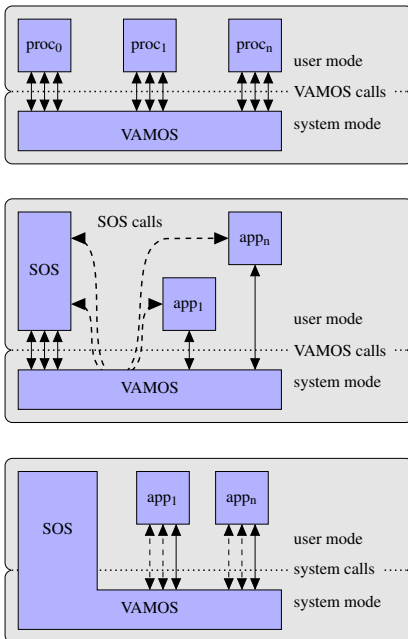 proc0 proc1 procn
user mode
VAMOS calls
VAMOS
system mode
SOS calls
appn
SOS
app1
user mode
VAMOS calls
VAMOS
system mode
SOS
app1 appn
user mode
system calls
VAMOS
system mode